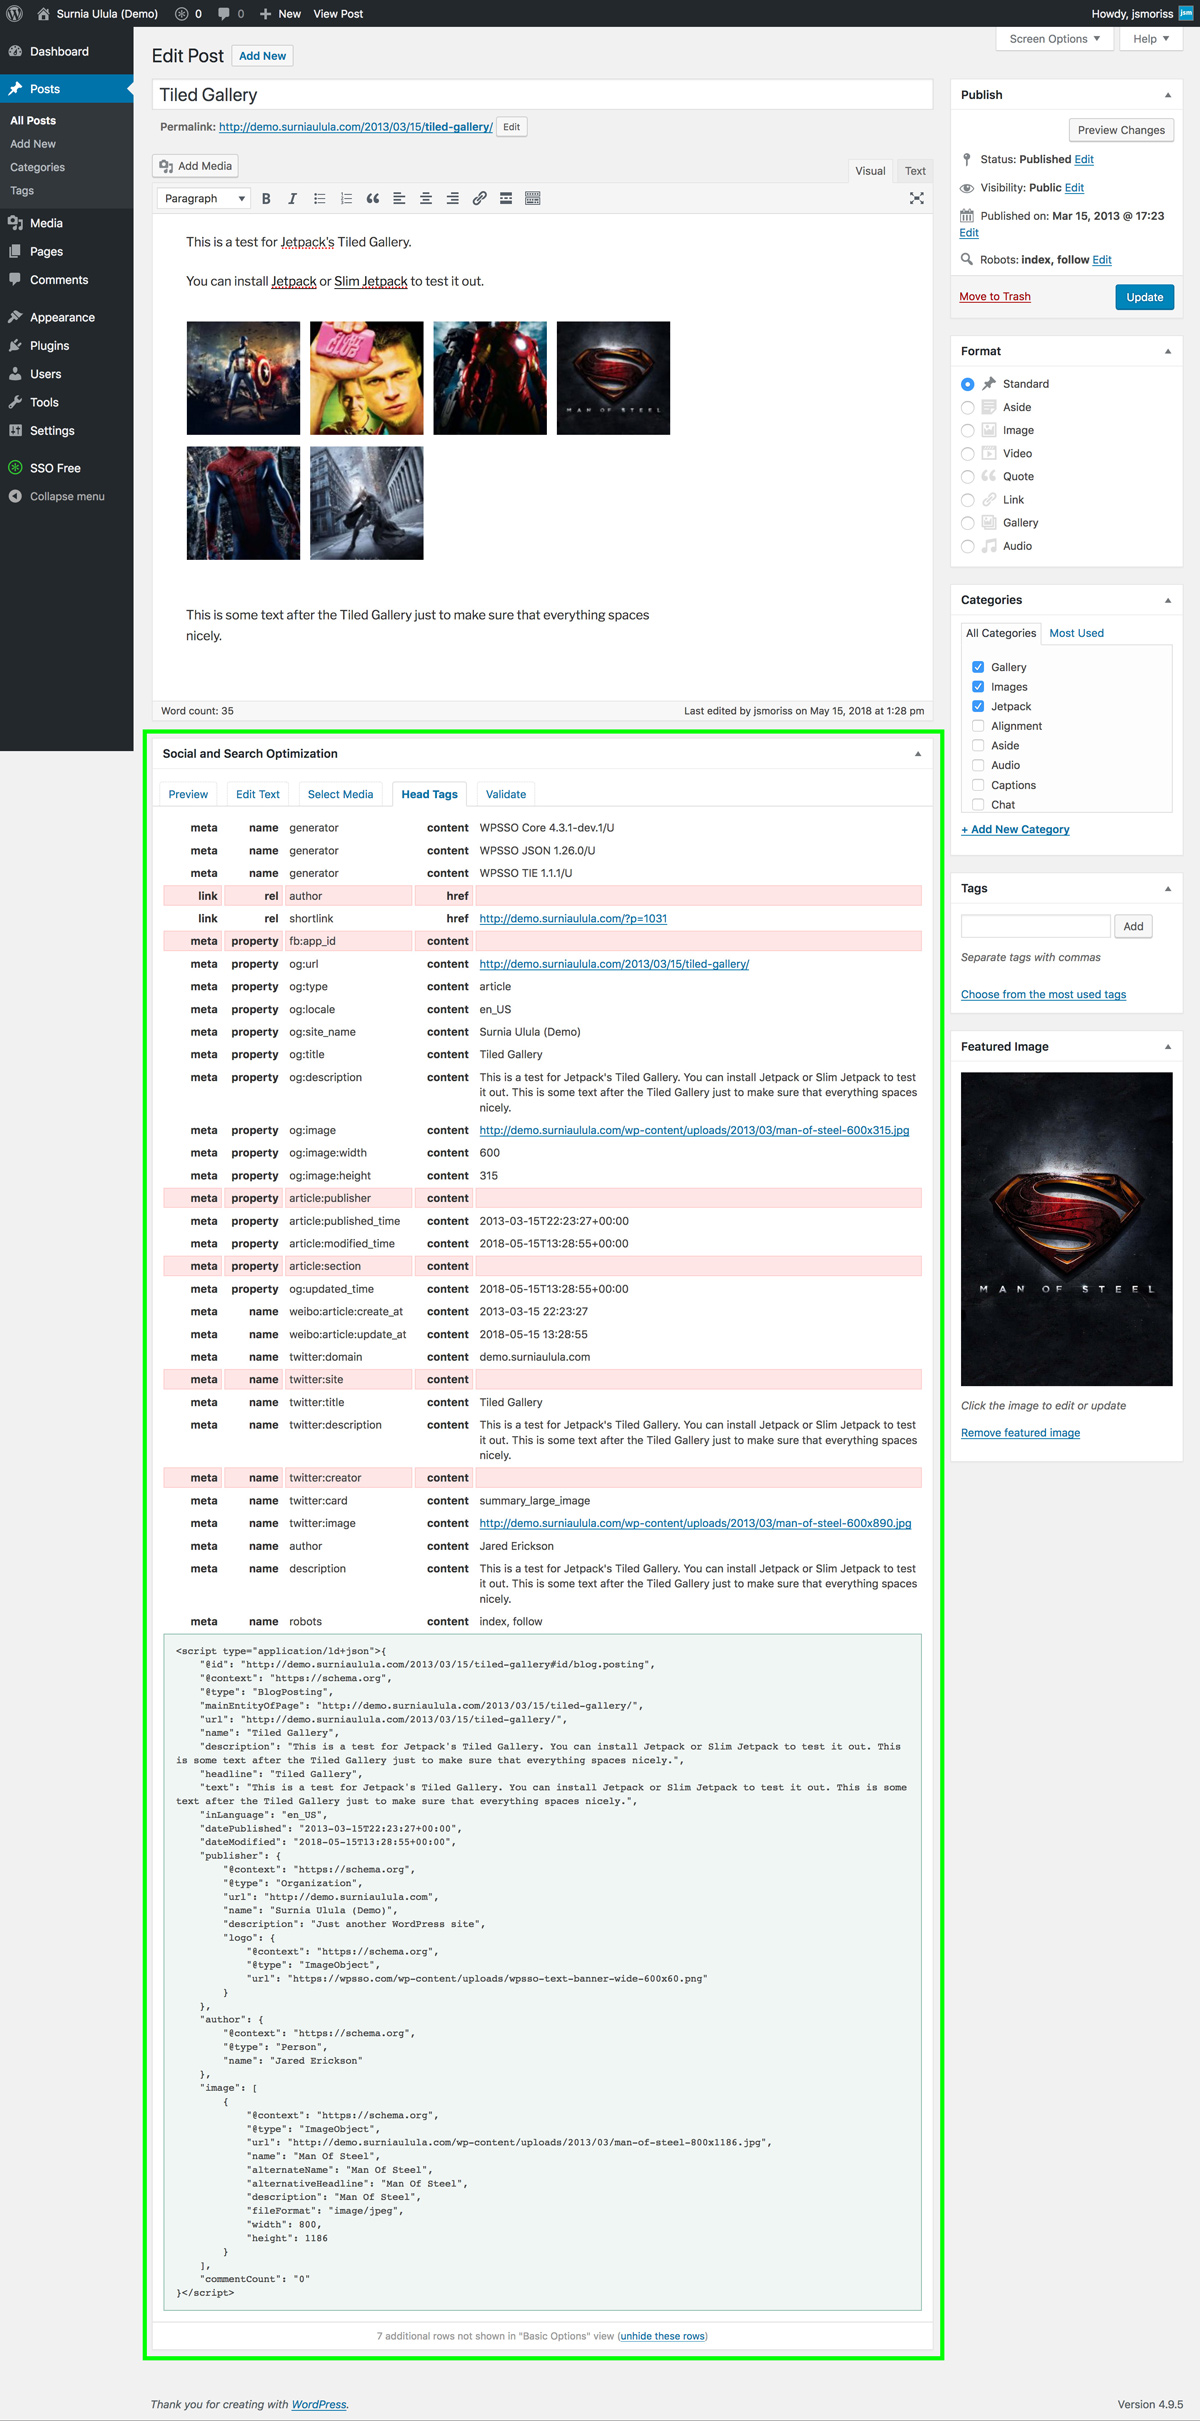 Surnia Ulula (Demo) 0 0 New View Post Howdy, jsmoriss jsm
Dashboard
Posts
All Posts
Add New
Categories
Tags
Media
Pages
Comments
Appearance
Plugins
Users
Tools
Settings
SSO Free
Collapse menu
Screen Options Help
Edit Post Add New
Tiled Gallery
Permalink: http://demo.surniaulula.com/2013/03/15/tiled-gallery/ Edit
Add Media
Visual Text
Paragraph B I
This is a test for Jetpack's Tiled Gallery.
You can install Jetpack or Slim Jetpack to test it out.
CLUB
MAN OF STEEL
This is some text after the Tiled Gallery just to make sure that everything spaces
nicely.
Word count: 35 Last edited by jsmoriss on May 15, 2018 at 1:28 pm
Social and Search Optimization
Preview Edit Text Select Media Head Tags Validate
meta name generator content WPSSO Core 4.3.1-dev.1/U
meta name generator content WPSSO JSON 1.26.0/U
meta name generator content WPSSO TIE 1.1.1/U
link rel author href
link rel shortlink href http://demo.surniaulula.com/?p=1031
meta property fb:app_id content
meta property og:url content http://demo.surniaulula.com/2013/03/15/tiled-gallery/
meta property og:type content article
meta property og:locale content en_US
meta property og:site_name content Surnia Ulula (Demo)
meta property og:title content Tiled Gallery
meta property og:description content This is a test for Jetpack's Tiled Gallery. You can install Jetpack or Slim Jetpack to test
it out. This is some text after the Tiled Gallery just to make sure that everything spaces
nicely.
meta property og:image content http://demo.surniaulula.com/wp-content/uploads/2013/03/man-of-steel-600x315.jpg
meta property og:image:width content 600
meta property og:image:height content 315
meta property article:publisher content
meta property article:published_time content 2013-03-15T22:23:27+00:00
meta property article:modified_time content 2018-05-15T13:28:55+00:00
meta property article:section content
meta property og:updated_time content 2018-05-15T13:28:55+00:00
meta name weibo:article:create_at content 2013-03-15 22:23:27
meta name weibo:article:update_at content 2018-05-15 13:28:55
meta name twitter:domain content demo.surniaulula.com
meta name twitter:site content
meta name twitter:title content Tiled Gallery
meta name twitter:description content This is a test for Jetpack's Tiled Gallery. You can install Jetpack or Slim Jetpack to test
it out. This is some text after the Tiled Gallery just to make sure that everything spaces
nicely.
meta name twitter:creator content
meta name twitter:card content summary_large_image
meta name twitter:image content http://demo.surniaulula.com/wp-content/uploads/2013/03/man-of-steel-600x890.jpg
meta name author content Jared Erickson
meta name description content This is a test for Jetpack's Tiled Gallery. You can install Jetpack or Slim Jetpack to test
it out. This is some text after the Tiled Gallery just to make sure that everything spaces
nicely.
meta name robots content index, follow
<script type="application/ld+json">{
"@id": "http://demo.surniaulula.com/2013/03/15/tiled-gallery#id/blog.posting",
"@context": "https://schema.org",
"@type": "BlogPosting",
"mainEntityOfPage": "http://demo.surniaulula.com/2013/03/15/tiled-gallery/",
"url": "http://demo.surniaulula.com/2013/03/15/tiled-gallery/",
"name": "Tiled Gallery",
"description": "This is a test for Jetpack's Tiled Gallery. You can install Jetpack or Slim Jetpack to test it out. This
is some text after the Tiled Gallery just to make sure that everything spaces nicely.",
"headline": "Tiled Gallery",
"text": "This is a test for Jetpack's Tiled Gallery. You can install Jetpack or Slim Jetpack to test it out. This is some
text after the Tiled Gallery just to make sure that everything spaces nicely.",
"inLanguage": "en_US",
"datePublished": "2013-03-15T22:23:27+00:00",
"dateModified": "2018-05-15T13:28:55+00:00",
"publisher": {
"@context": "https://schema.org",
"@type": "Organization",
"url": "http://demo.surniaulula.com",
"name": "Surnia Ulula (Demo)",
"description": "Just another WordPress site",
"logo": {
"@context": "https://schema.org",
"@type": "ImageObject",
"url": "https://wpsso.com/wp-content/uploads/wpsso-text-banner-wide-600x60.png"
}
},
"author": {
"@context": "https://schema.org",
"@type": "Person",
"name": "Jared Erickson"
},
"image": [
{
"@context": "https://schema.org",
"@type": "ImageObject",
"url": "http://demo.surniaulula.com/wp-content/uploads/2013/03/man-of-steel-800x1186.jpg",
"name": "Man Of Steel",
"alternateName": "Man Of Steel",
"alternativeHeadline": "Man Of Steel",
"description": "Man Of Steel",
"fileFormat": "image/jpeg",
"width": 800,
"height": 1186
}
],
"commentCount": "0"
}</script>
7 additional rows not shown in "Basic Options" view (unhide these rows)
Publish
Preview Changes
Status: Published Edit
Visibility: Public Edit
Published on: Mar 15, 2013 @ 17:23
Edit
Robots: index, follow Edit
Move to Trash Update
Format
Standard
Aside
Image
Video
Quote
Link
Gallery
Audio
Categories
All Categories Most Used
Gallery
Images
Jetpack
Alignment
Aside
Audio
Captions
Chat
+ Add New Category
Tags
Add
Separate tags with commas
Choose from the most used tags
Featured Image
MAN OF STEEL
Click the image to edit or update
Remove featured image
Thank you for creating with WordPress. Version 4.9.5